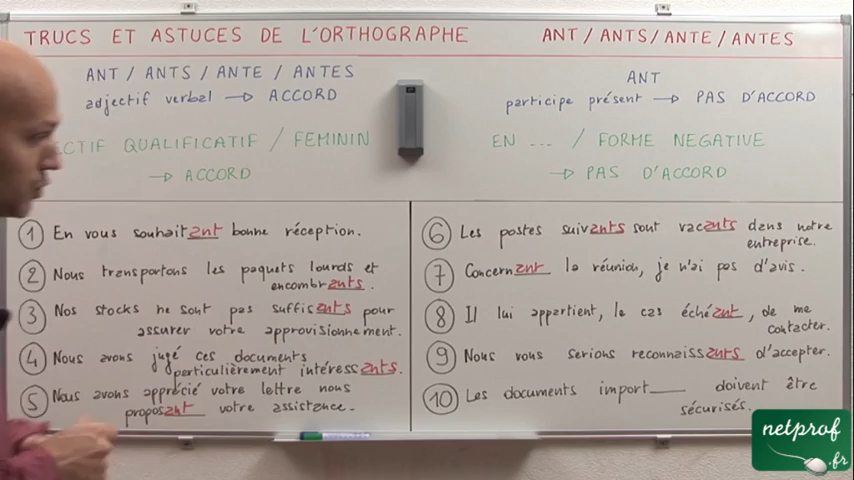 TRUCS ET ASTUCES DE L'ORTHOGRAPHE
ANT / ANTS / ANTE / ANTES
ANT / ANTS / ANTE / ANTES
adjectif verbal → ACCORD
ANT
participe présent → PAS D'ACCORD
ECTIF QUALIFICATIF / FEMININ
→ ACCORD
EN ... / FORME NEGATIVE
→ PAS D'ACCORD
1 En vous souhaitant bonne réception.
2 Nous transportons les paquets lourds et
encombrants.
3 Nos stocks ne sont pas suffisants pour
assurer votre approvisionnement.
4 Nous avons jugé ces documents
particulièrement intéressants.
5 Nous avons apprécié votre lettre nous
proposant votre assistance.
6 Les postes suivants sont vacants dans notre
entreprise.
7 Concernant la réunion, je n'ai pas d'avis.
8 Il lui appartient, le cas échéant, de me
contacter.
9 Nous vous serions reconnaissants d'accepter.
10 Les documents import___ doivent être
sécurisés.
netprof
.fr